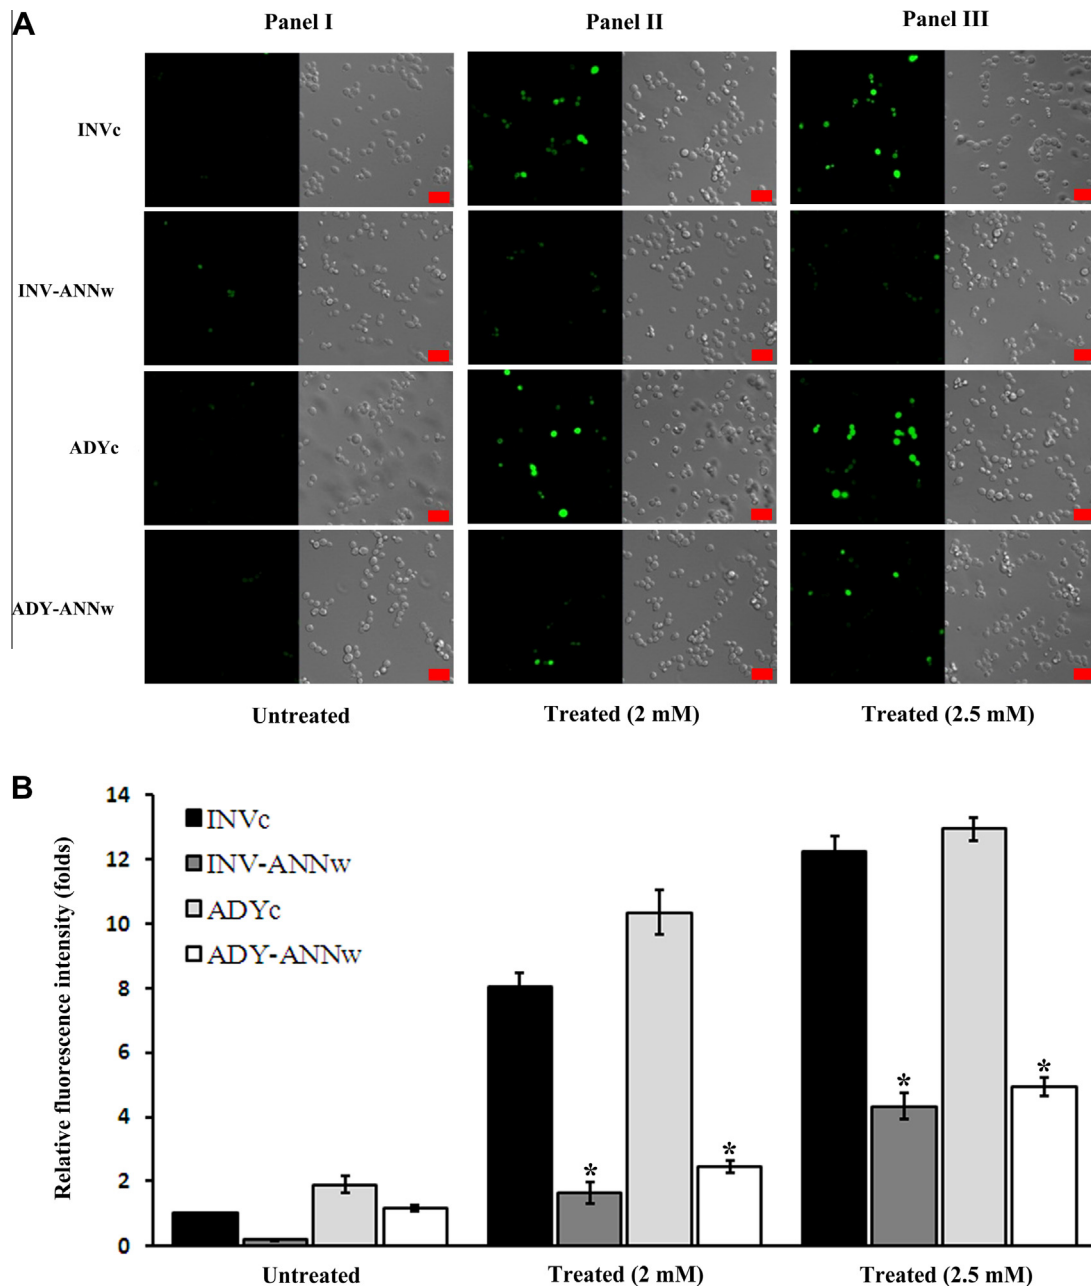 A
Panel I
Panel II
Panel III
INVc
INV-ANNw
ADYc
ADY-ANNw
Untreated
Treated (2 mM)
Treated (2.5 mM)
B
Relative fluorescence intensity (folds)
14
12
10
8
6
4
2
0
INVc
INV-ANNw
ADYc
ADY-ANNw
*
*
*
*
Untreated
Treated (2 mM)
Treated (2.5 mM)